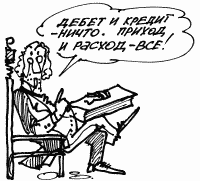 ДЕБЕТ И КРЕДИТ
-НИЧТО. ПРИХОД
И РАСХОД-ВСЕ!